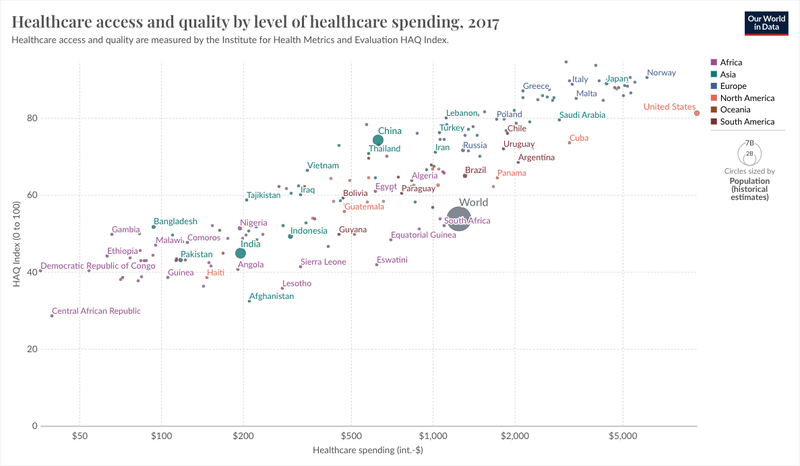 Healthcare access and quality by level of healthcare spending, 2017
Our World
in Data
Healthcare access and quality are measured by the Institute for Health Metrics and Evaluation HAQ Index.
Africa
Asia
Europe
North America
Oceania
South America
7B
2B
Circles sized by
Population
(historical
estimates)
Norway
Japan
Italy
Greece
Malta
United States
Saudi Arabia
Lebanon
Poland
80
China
Turkey
Chile
Cuba
Thailand
Iran
Russia
Uruguay
Argentina
Vietnam
Algeria
Brazil
Panama
Tajikistan
Iraq
Bolivia
Egypt
Paraguay
60
Guatemala
World
South Africa
Bangladesh
Nigeria
Gambia
Malawi
Comoros
India
Indonesia
Guyana
Equatorial Guinea
Ethiopia
Pakistan
Democratic Republic of Congo
Guinea
Haiti
Angola
Sierra Leone
Eswatini
40
Lesotho
Afghanistan
Central African Republic
20
0
HAQ Index (0 to 100)
$50
$100
$200
$500
$1,000
$2,000
$5,000
Healthcare spending (int.-$)